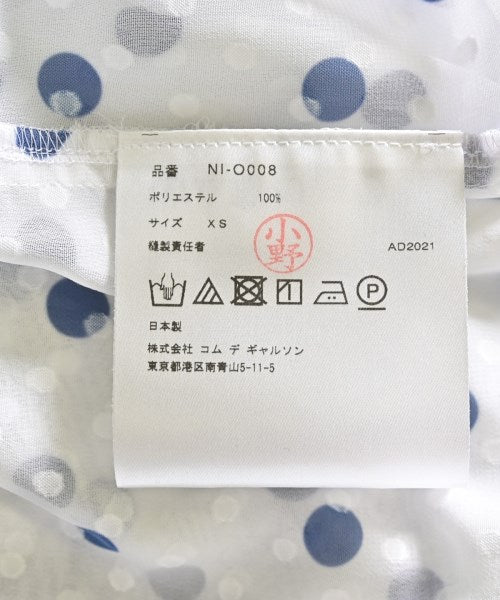 品番 NI-O008
ポリエステル 100%
サイズ XS
縫製責任者 小野 AD2021
日本製
株式会社 コム デ ギャルソン
東京都港区南青山5-11-5